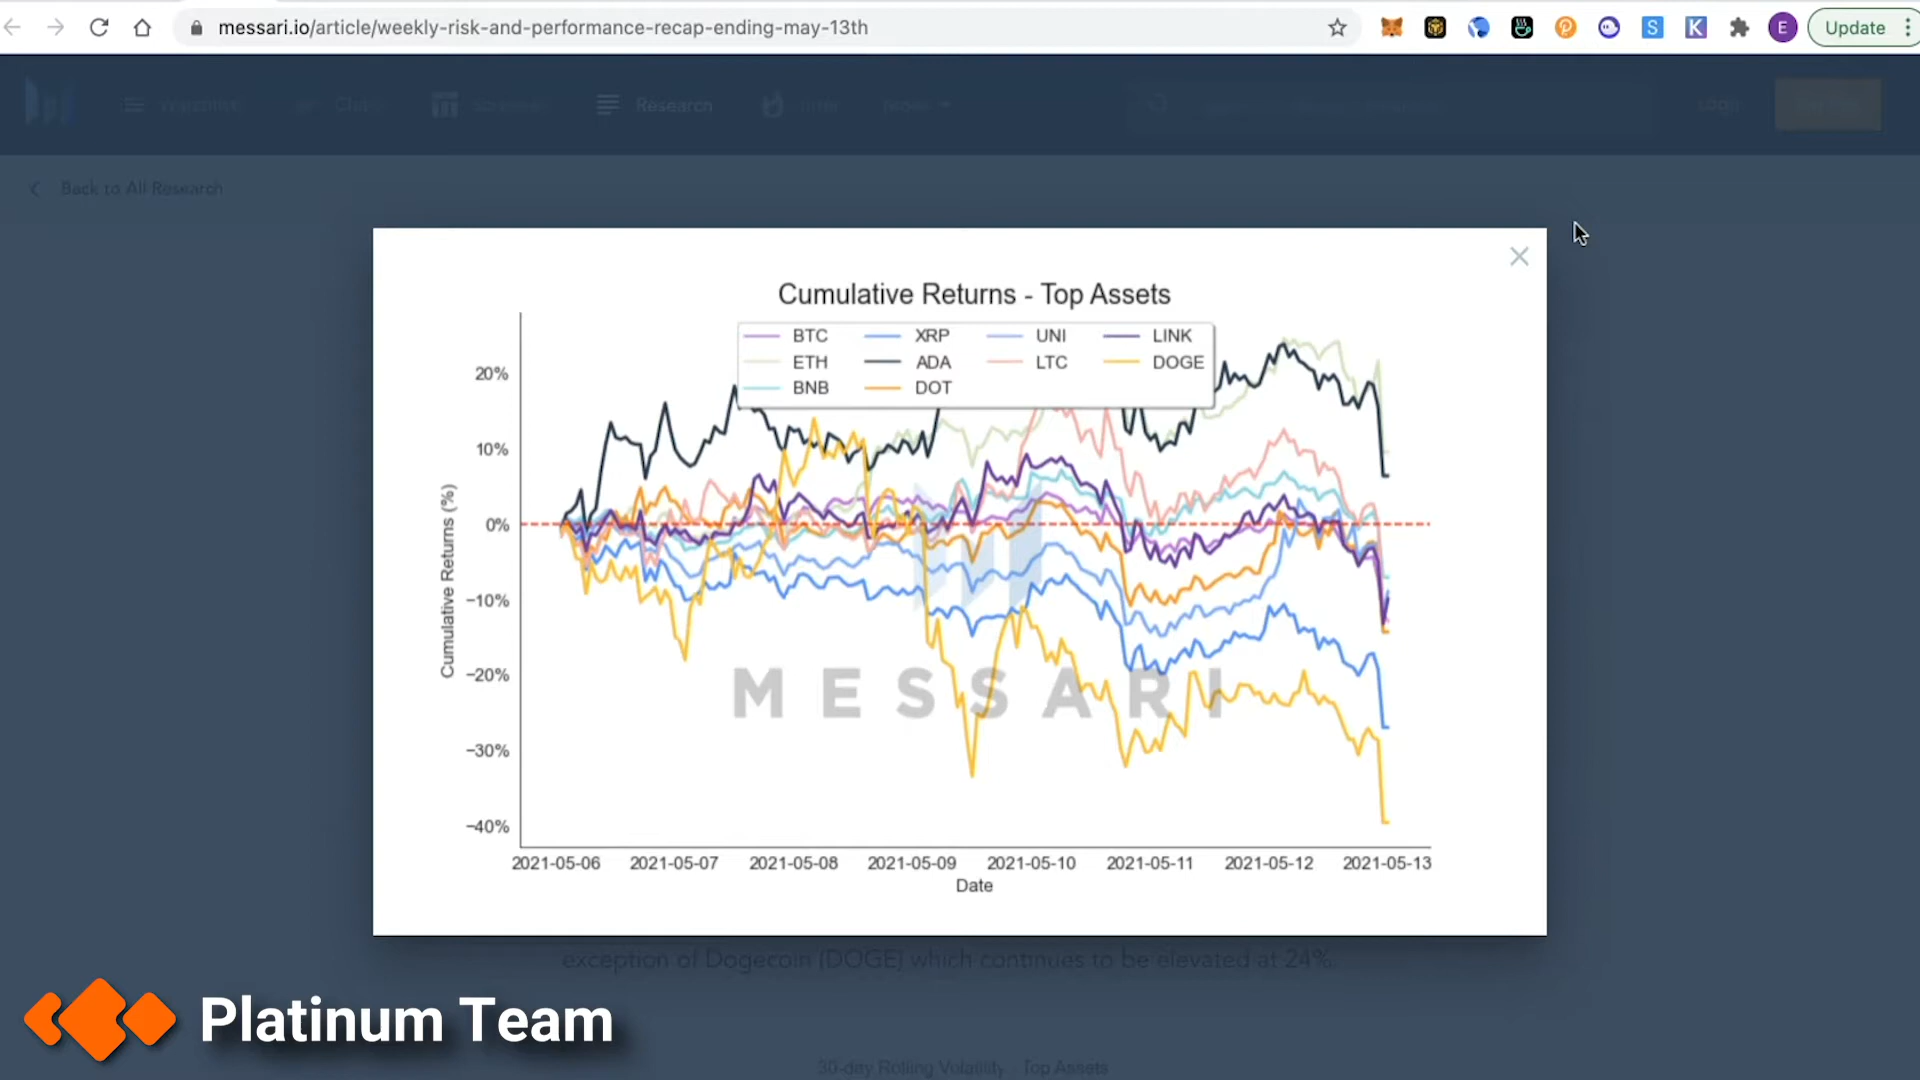 messari.io/article/weekly-risk-and-performance-recap-ending-may-13th
E
Update
S
K
Research
Back to All Research
Cumulative Returns - Top Assets
BTC XRP UNI LINK
ETH ADA LTC DOGE
BNB DOT
20%
10%
0%
−10%
−20%
−30%
−40%
Cumulative Returns (%)
MESSARI
2021-05-06 2021-05-07 2021-05-08 2021-05-09 2021-05-10 2021-05-11 2021-05-12 2021-05-13
Date
exception of Dogecoin (DOGE) which continues to be elevated at 24%.
Platinum Team
30-day Rolling Volatility - Top Assets